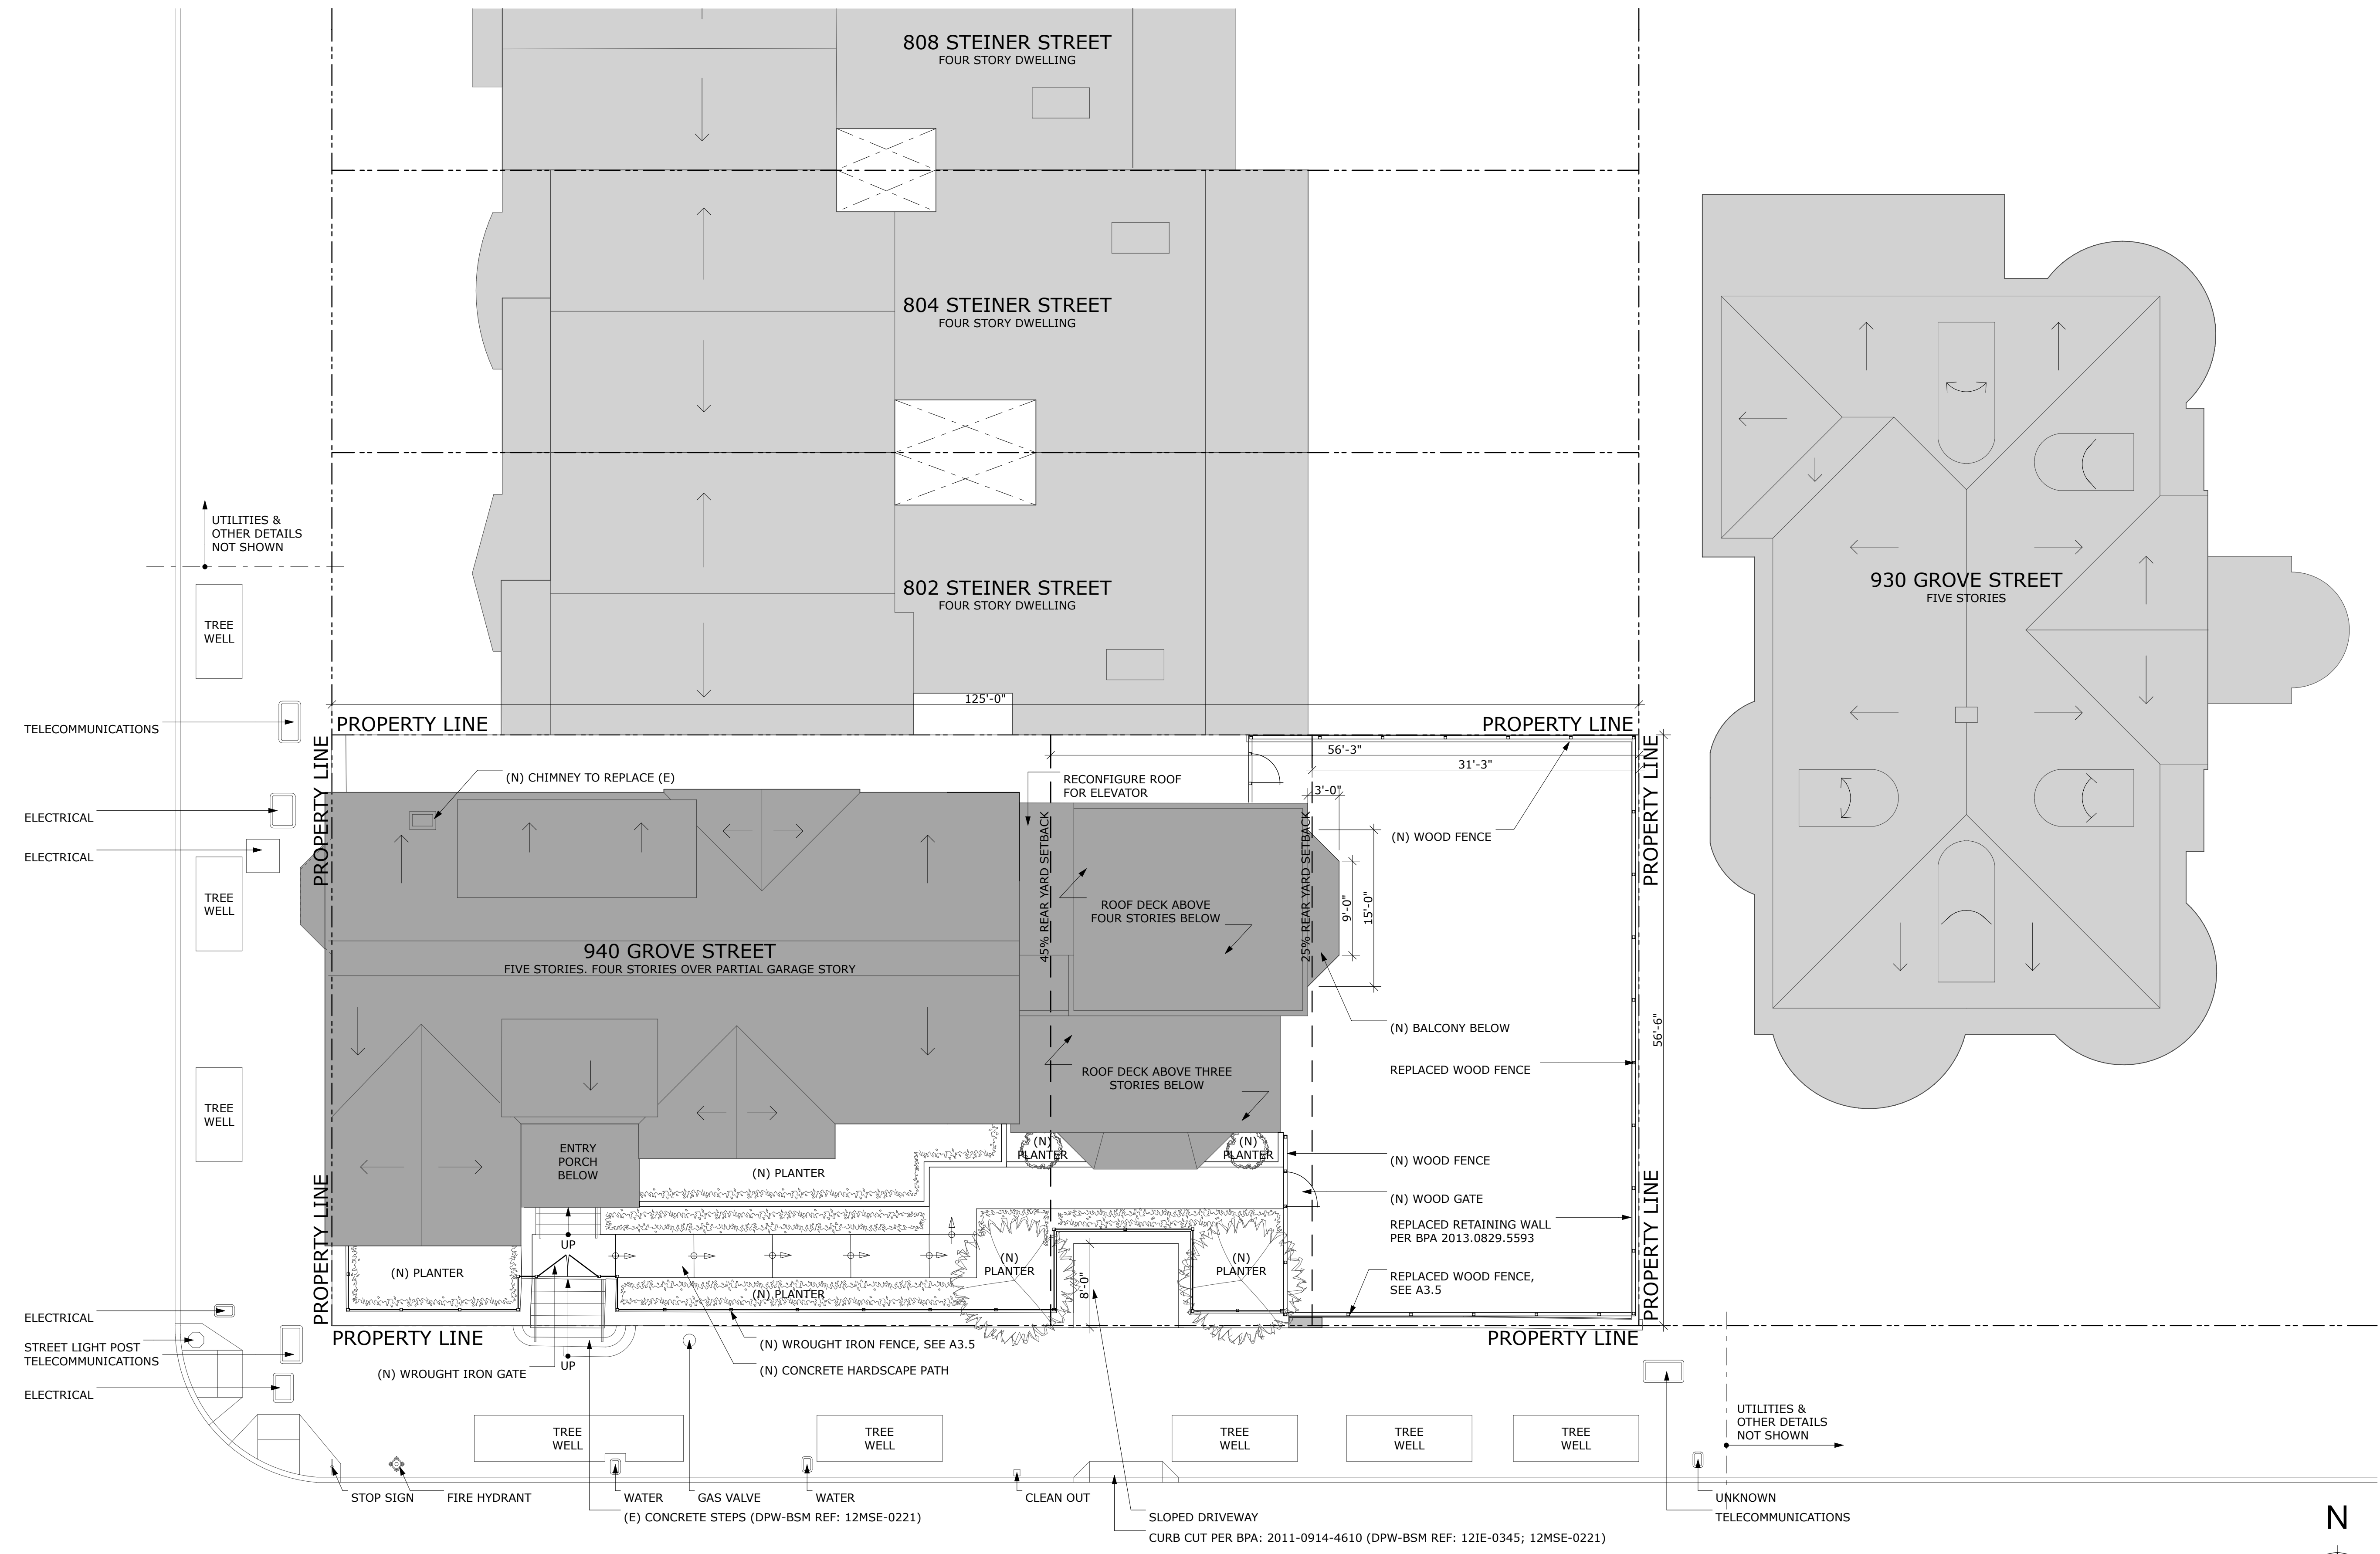 808 STEINER STREET
FOUR STORY DWELLING
804 STEINER STREET
FOUR STORY DWELLING
UTILITIES &
OTHER DETAILS
NOT SHOWN
802 STEINER STREET
FOUR STORY DWELLING
930 GROVE STREET
FIVE STORIES
TREE
WELL
125'-0"
TELECOMMUNICATIONS
PROPERTY LINE
PROPERTY LINE
PROPERTY LINE
PROPERTY LINE
56'-3"
31'-3"
(N) CHIMNEY TO REPLACE (E)
RECONFIGURE ROOF
FOR ELEVATOR
3'-0"
ELECTRICAL
(N) WOOD FENCE
ELECTRICAL
TREE
WELL
45% REAR YARD SETBACK
25% REAR YARD SETBACK
ROOF DECK ABOVE
FOUR STORIES BELOW
9'-0"
15'-0"
940 GROVE STREET
FIVE STORIES. FOUR STORIES OVER PARTIAL GARAGE STORY
(N) BALCONY BELOW
56'-6"
REPLACED WOOD FENCE
ROOF DECK ABOVE THREE
STORIES BELOW
TREE
WELL
ENTRY
PORCH
BELOW
(N)
PLANTER
(N)
PLANTER
(N) WOOD FENCE
(N) PLANTER
(N) WOOD GATE
PROPERTY LINE
PROPERTY LINE
REPLACED RETAINING WALL
PER BPA 2013.0829.5593
UP
(N)
PLANTER
(N)
PLANTER
(N) PLANTER
REPLACED WOOD FENCE,
SEE A3.5
8'-0"
(N) PLANTER
ELECTRICAL
PROPERTY LINE
PROPERTY LINE
STREET LIGHT POST
TELECOMMUNICATIONS
(N) WROUGHT IRON FENCE, SEE A3.5
UP
(N) CONCRETE HARDSCAPE PATH
(N) WROUGHT IRON GATE
ELECTRICAL
UTILITIES &
OTHER DETAILS
NOT SHOWN
TREE
WELL
TREE
WELL
TREE
WELL
TREE
WELL
TREE
WELL
STOP SIGN
FIRE HYDRANT
WATER
GAS VALVE
WATER
CLEAN OUT
UNKNOWN
(E) CONCRETE STEPS (DPW-BSM REF: 12MSE-0221)
SLOPED DRIVEWAY
TELECOMMUNICATIONS
CURB CUT PER BPA: 2011-0914-4610 (DPW-BSM REF: 12IE-0345; 12MSE-0221)
N